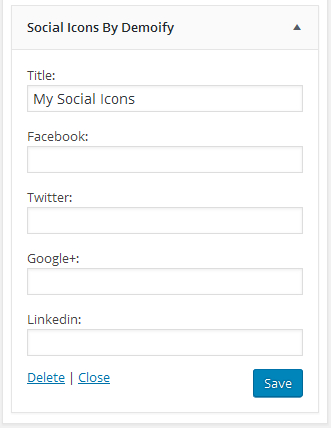 Social Icons By Demoify
Title:
My Social Icons
Facebook:
Twitter:
Google+:
Linkedin:
Delete | Close Save